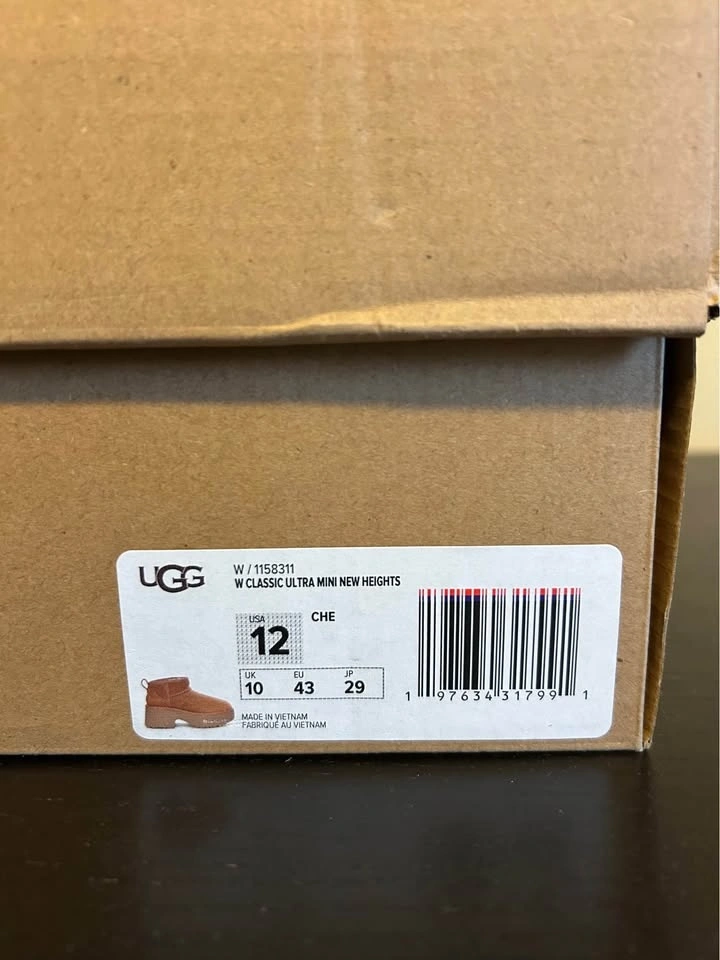 UGG
W / 1158311
W CLASSIC ULTRA MINI NEW HEIGHTS
USA
12
CHE
UK EU JP
10 43 29
MADE IN VIETNAM
FABRIQUÉ AU VIETNAM
1 97634 31799 1